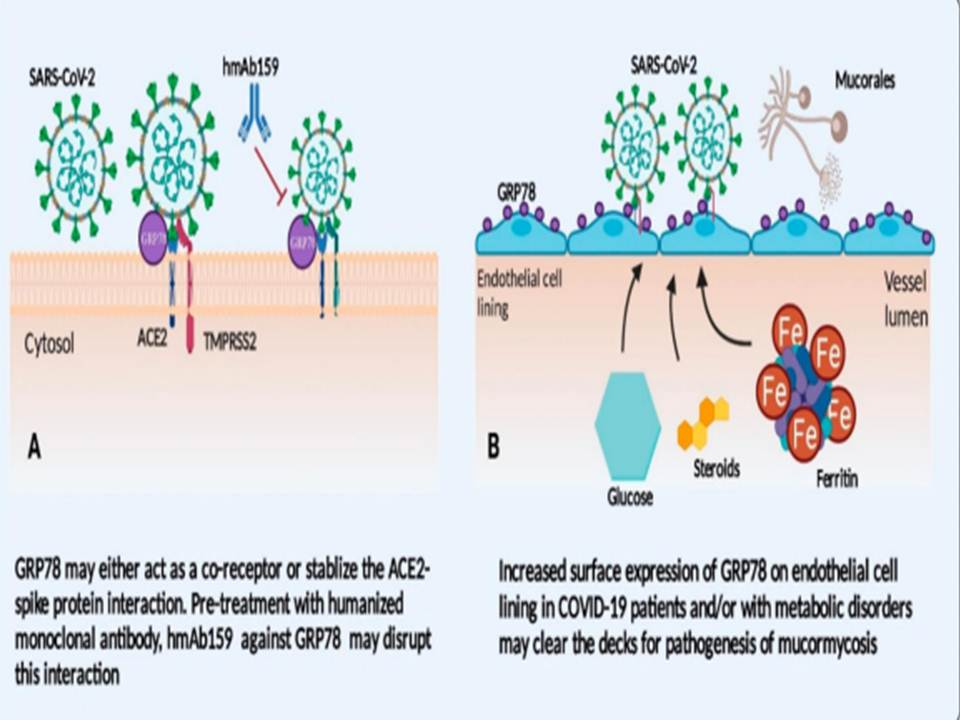 SARS-CoV-2
hmAb159
GRP78
GRP78
Cytosol
ACE2
TMPRSS2
A
GRP78 may either act as a co-receptor or stablize the ACE2-
spike protein interaction. Pre-treatment with humanized
monoclonal antibody, hmAb159 against GRP78 may disrupt
this interaction
SARS-CoV-2
Mucorales
GRP78
Endothelial cell
lining
Vessel
lumen
Fe
Fe
Fe
Fe
Fe
B
Glucose
Steroids
Ferritin
Increased surface expression of GRP78 on endothelial cell
lining in COVID-19 patients and/or with metabolic disorders
may clear the decks for pathogenesis of mucormycosis